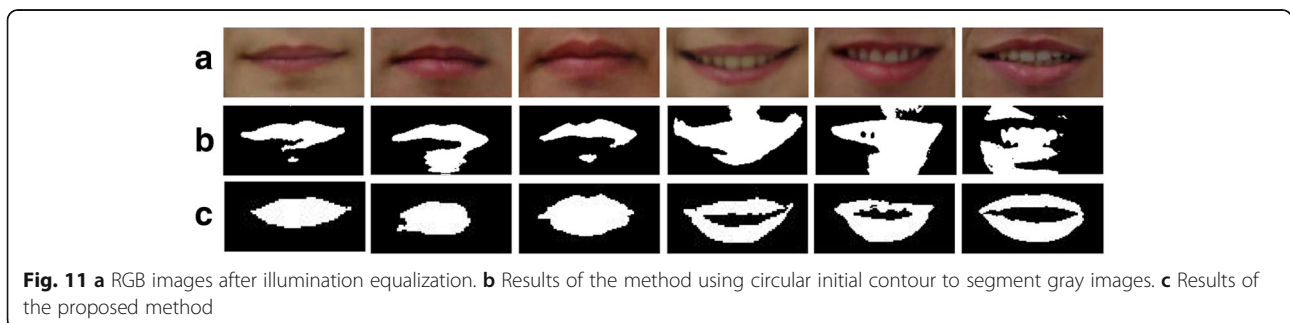 a
b
c
Fig. 11 a RGB images after illumination equalization. b Results of the method using circular initial contour to segment gray images. c Results of
the proposed method